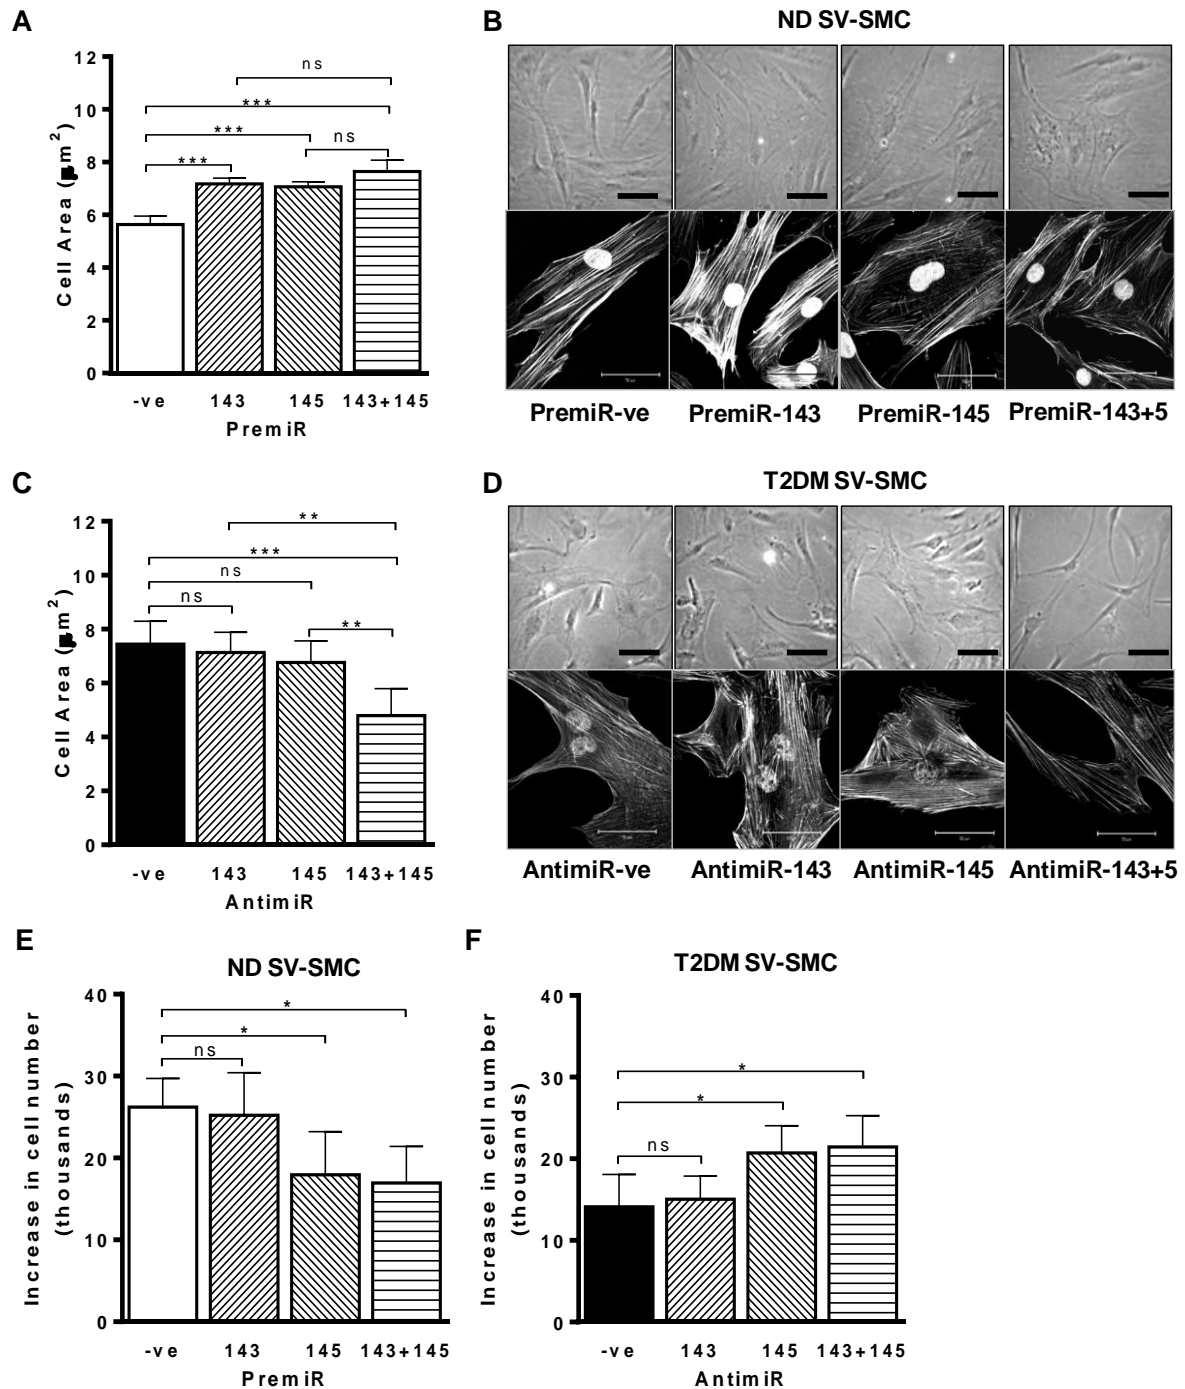 A
12
10
8
6
4
2
0
Cell Area (μm²)
ns
***
***
ns
***
-ve 143 145 143+145
PremiR
B
ND SV-SMC
PremiR-ve PremiR-143 PremiR-145 PremiR-143+5
C
12
10
8
6
4
2
0
Cell Area (μm²)
**
***
ns
ns
**
-ve 143 145 143+145
AntimiR
D
T2DM SV-SMC
AntimiR-ve AntimiR-143 AntimiR-145 AntimiR-143+5
E
ND SV-SMC
40
30
20
10
0
Increase in cell number
(thousands)
*
*
ns
-ve 143 145 143+145
PremiR
F
T2DM SV-SMC
40
30
20
10
0
Increase in cell number
(thousands)
*
*
ns
-ve 143 145 143+145
AntimiR